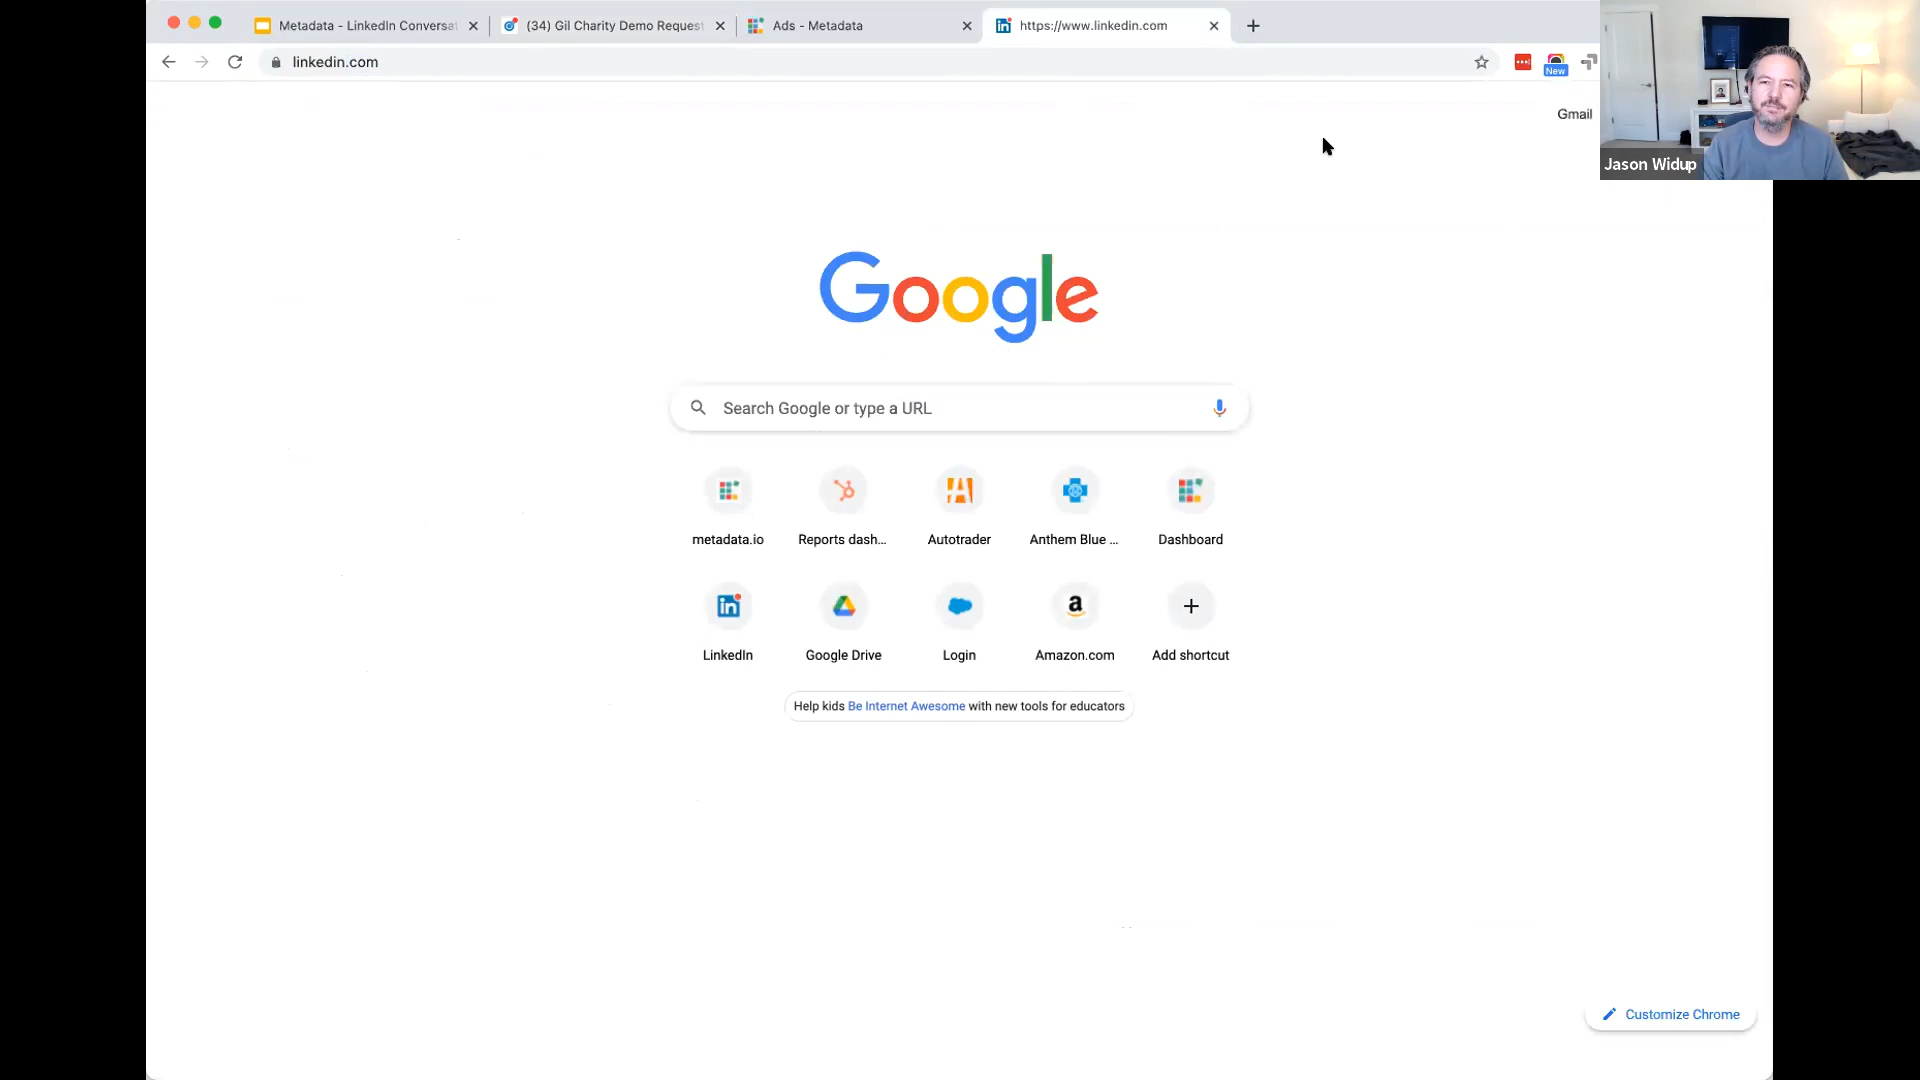 Metadata - LinkedIn Conversat
(34) Gil Charity Demo Request
Ads - Metadata
https://www.linkedin.com
linkedin.com
New
Gmail
Jason Widup
Google
Search Google or type a URL
metadata.io
Reports dash...
Autotrader
Anthem Blue ...
Dashboard
LinkedIn
Google Drive
Login
Amazon.com
Add shortcut
Help kids Be Internet Awesome with new tools for educators
Customize Chrome